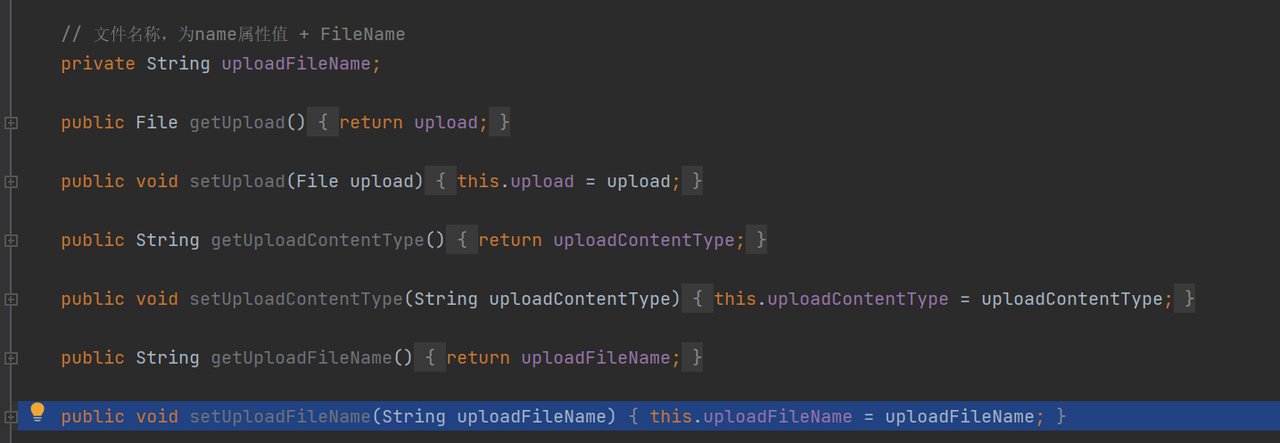 // 文件名称，为name属性值 + FileName
private String uploadFileName;
public File getUpload() { return upload; }
public void setUpload(File upload) { this.upload = upload; }
public String getUploadContentType() { return uploadContentType; }
public void setUploadContentType(String uploadContentType) { this.uploadContentType = uploadContentType; }
public String getUploadFileName() { return uploadFileName; }
public void setUploadFileName(String uploadFileName) { this.uploadFileName = uploadFileName; }